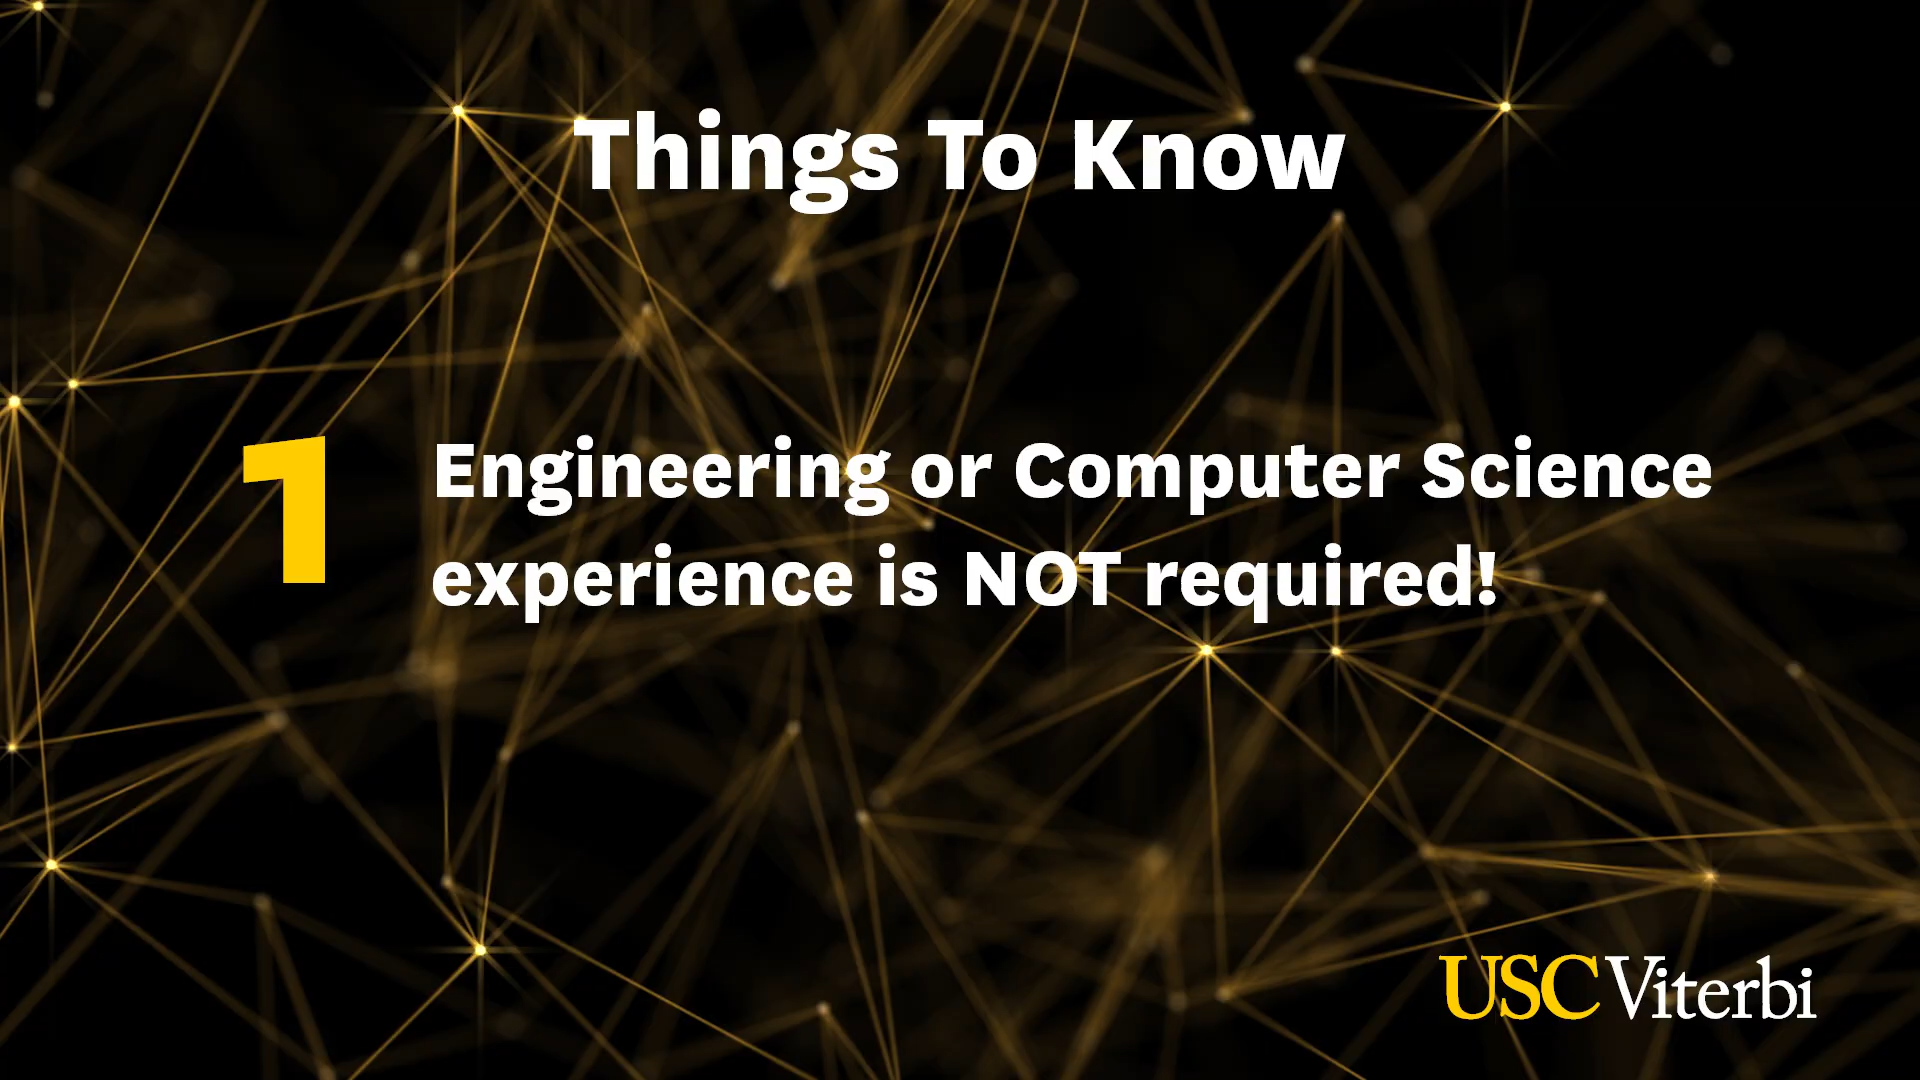 Things To Know
1
Engineering or Computer Science
experience is NOT required!
USC Viterbi